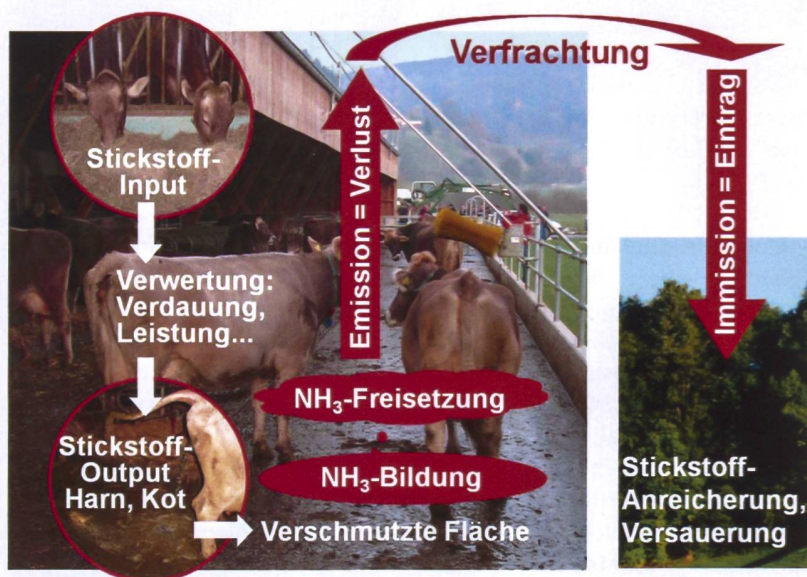 Verfrachtung
Stickstoff-
Input
Emission = Verlust
Immission = Eintrag
Verwertung:
Verdauung,
Leistung...
NH₃-Freisetzung
Stickstoff-
Output
Harn, Kot
NH₃-Bildung
Verschmutzte Fläche
Stickstoff-
Anreicherung,
Versäuerung